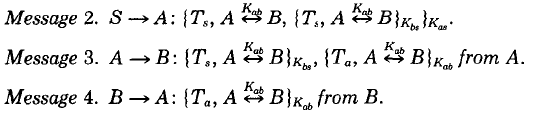 Message 2. S → A: {T_s, A ↔^{K_ab} B, {T_s, A ↔^{K_ab} B}_{K_bs}}_{K_as}.
Message 3. A → B: {T_s, A ↔^{K_ab} B}_{K_bs}, {T_a, A ↔^{K_ab} B}_{K_ab} from A.
Message 4. B → A: {T_a, A ↔^{K_ab} B}_{K_ab} from B.